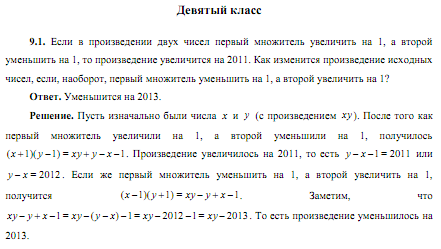 Девятый класс
9.1. Если в произведении двух чисел первый множитель увеличить на 1, а второй
уменьшить на 1, то произведение увеличится на 2011. Как изменится произведение исходных
чисел, если, наоборот, первый множитель уменьшить на 1, а второй увеличить на 1?
Ответ. Уменьшится на 2013.
Решение. Пусть изначально были числа x и y (с произведением xy). После того как
первый множитель увеличили на 1, а второй уменьшили на 1, получилось
(x+1)(y−1) = xy + y − x − 1. Произведение увеличилось на 2011, то есть y − x − 1 = 2011 или
y − x = 2012. Если же первый множитель уменьшить на 1, а второй увеличить на 1,
получится (x−1)(y+1) = xy − y + x − 1. Заметим, что
xy − y + x − 1 = xy − (y − x) − 1 = xy − 2012 − 1 = xy − 2013. То есть произведение уменьшилось на
2013.